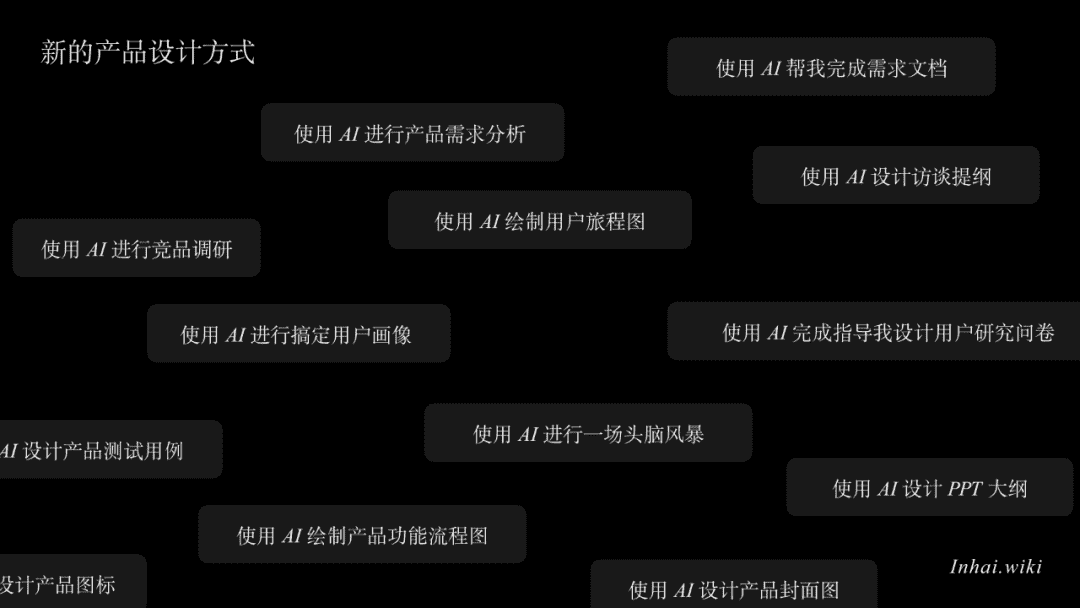 新的产品设计方式
使用 AI 帮我完成需求文档
使用 AI 进行产品需求分析
使用 AI 设计访谈提纲
使用 AI 绘制用户旅程图
使用 AI 进行竞品调研
使用 AI 进行搞定用户画像
使用 AI 完成指导我设计用户研究问卷
使用 AI 进行一场头脑风暴
AI 设计产品测试用例
使用 AI 设计 PPT 大纲
使用 AI 绘制产品功能流程图
Inhai.wiki
设计产品图标
使用 AI 设计产品封面图